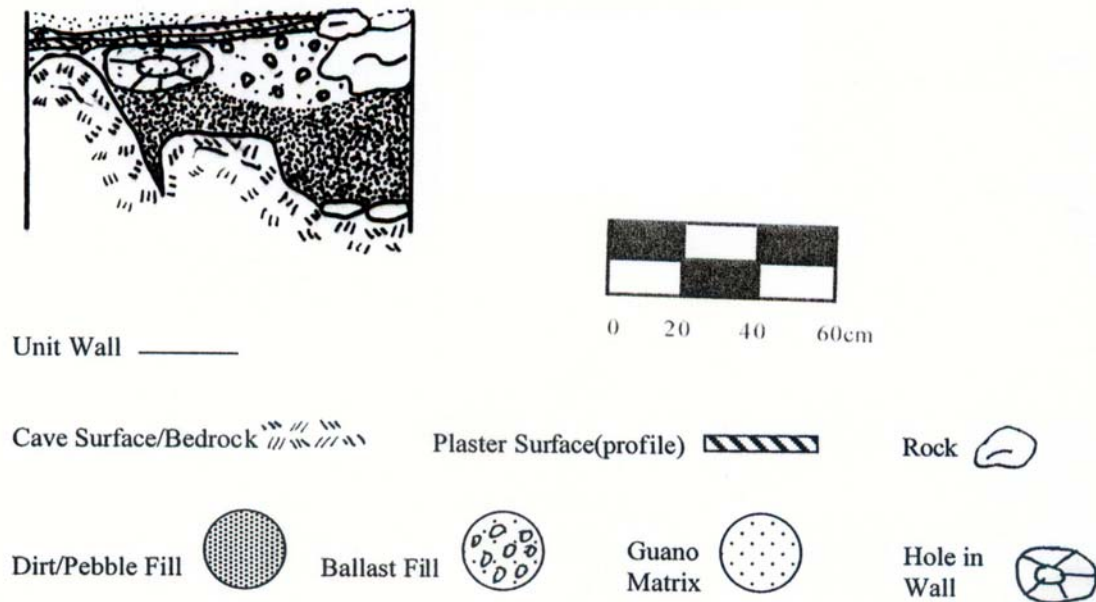 0 20 40 60cm
Unit Wall
Cave Surface/Bedrock Plaster Surface(profile) Rock
Dirt/Pebble Fill Ballast Fill Guano Matrix Hole in Wall